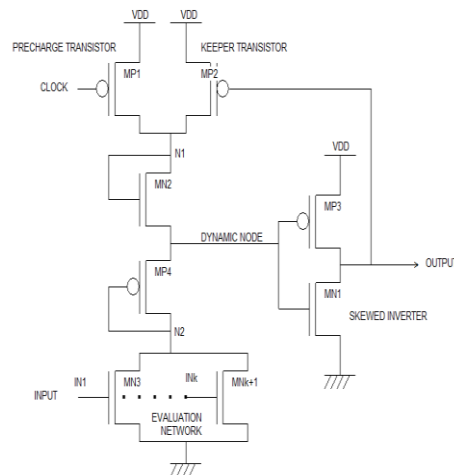 VDD VDD
PRECHARGE TRANSISTOR KEEPER TRANSISTOR
MP1 MP2
CLOCK
N1
VDD
MN2
MP3
DYNAMIC NODE
OUTPUT
MP4
MN1
SKEWED INVERTER
N2
IN1 MN3 INk MNk+1
INPUT
EVALUATION
NETWORK